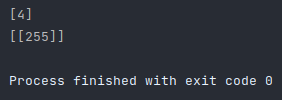 [4]
[[255]]
Process finished with exit code 0